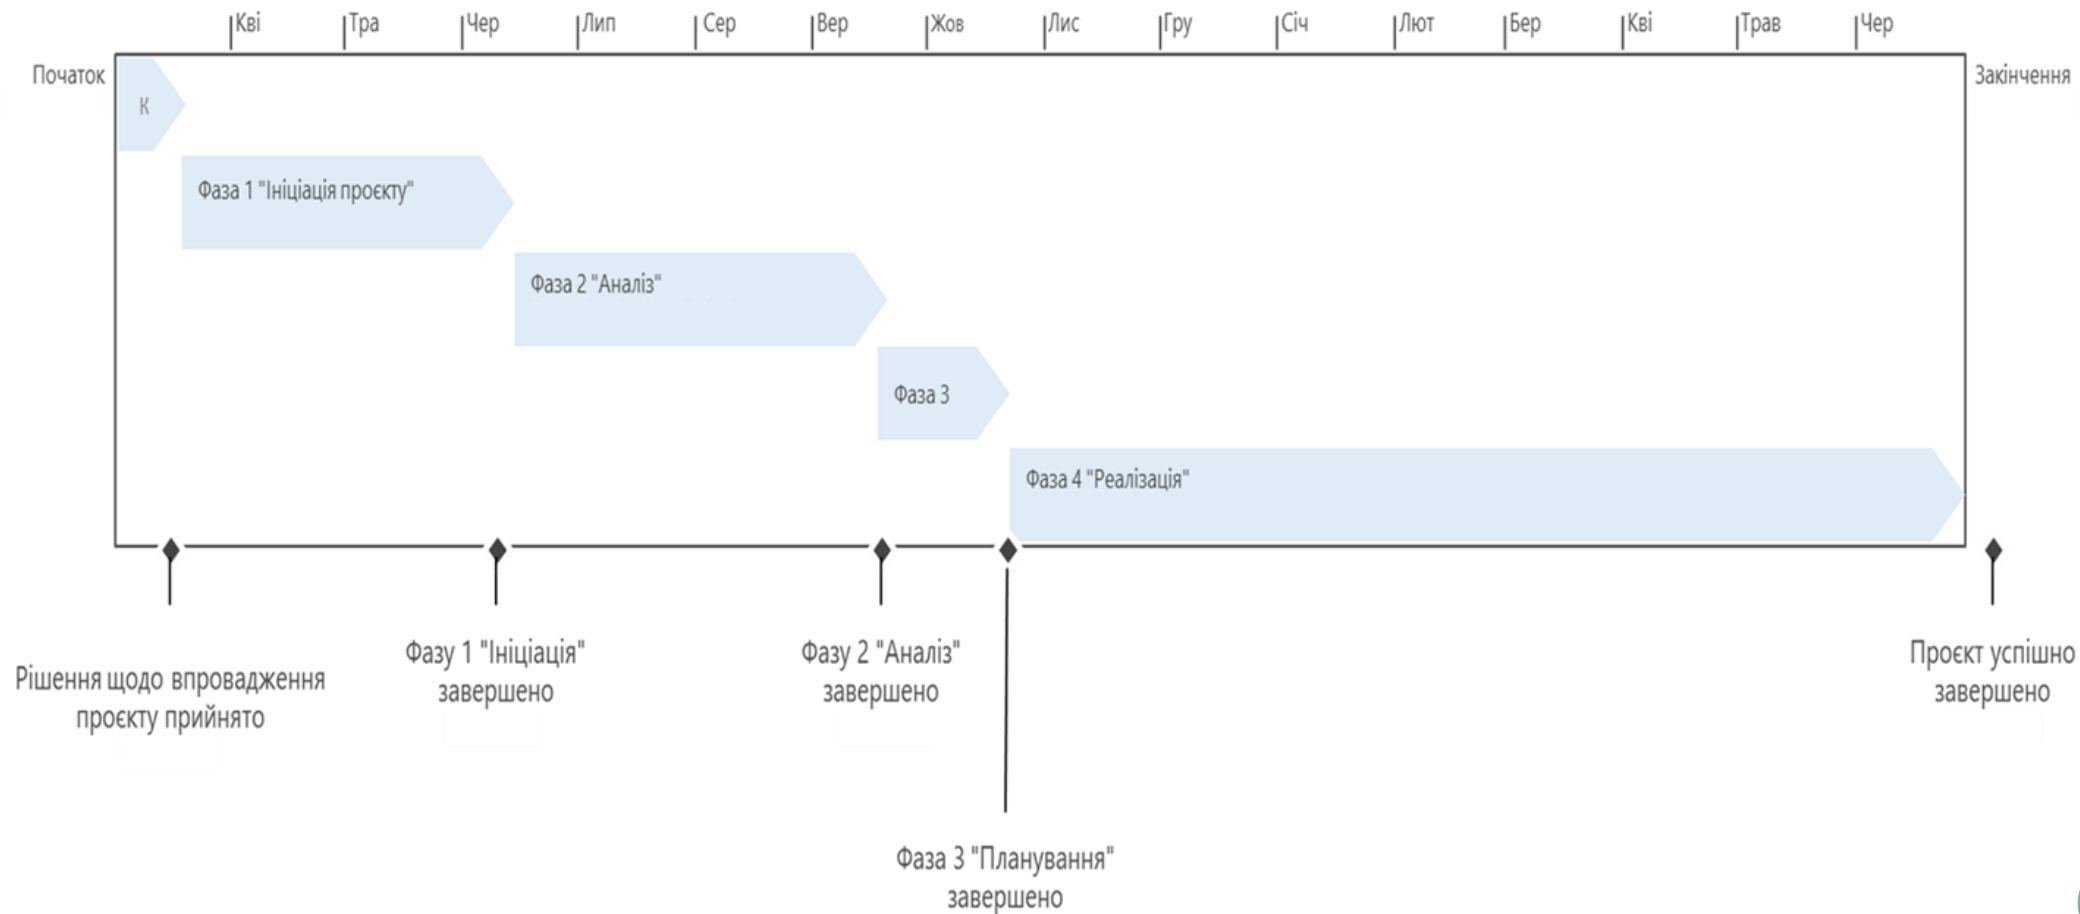 Кві Тра Чер Лип Сер Вер Жов Лис Гру Січ Лют Бер Кві Трав Чер
Початок
Закінчення
К
Фаза 1 "Ініціація проєкту"
Фаза 2 "Аналіз"
Фаза 3
Фаза 4 "Реалізація"
Рішення щодо впровадження
проєкту прийнято
Фазу 1 "Ініціація"
завершено
Фазу 2 "Аналіз"
завершено
Фаза 3 "Планування"
завершено
Проєкт успішно
завершено